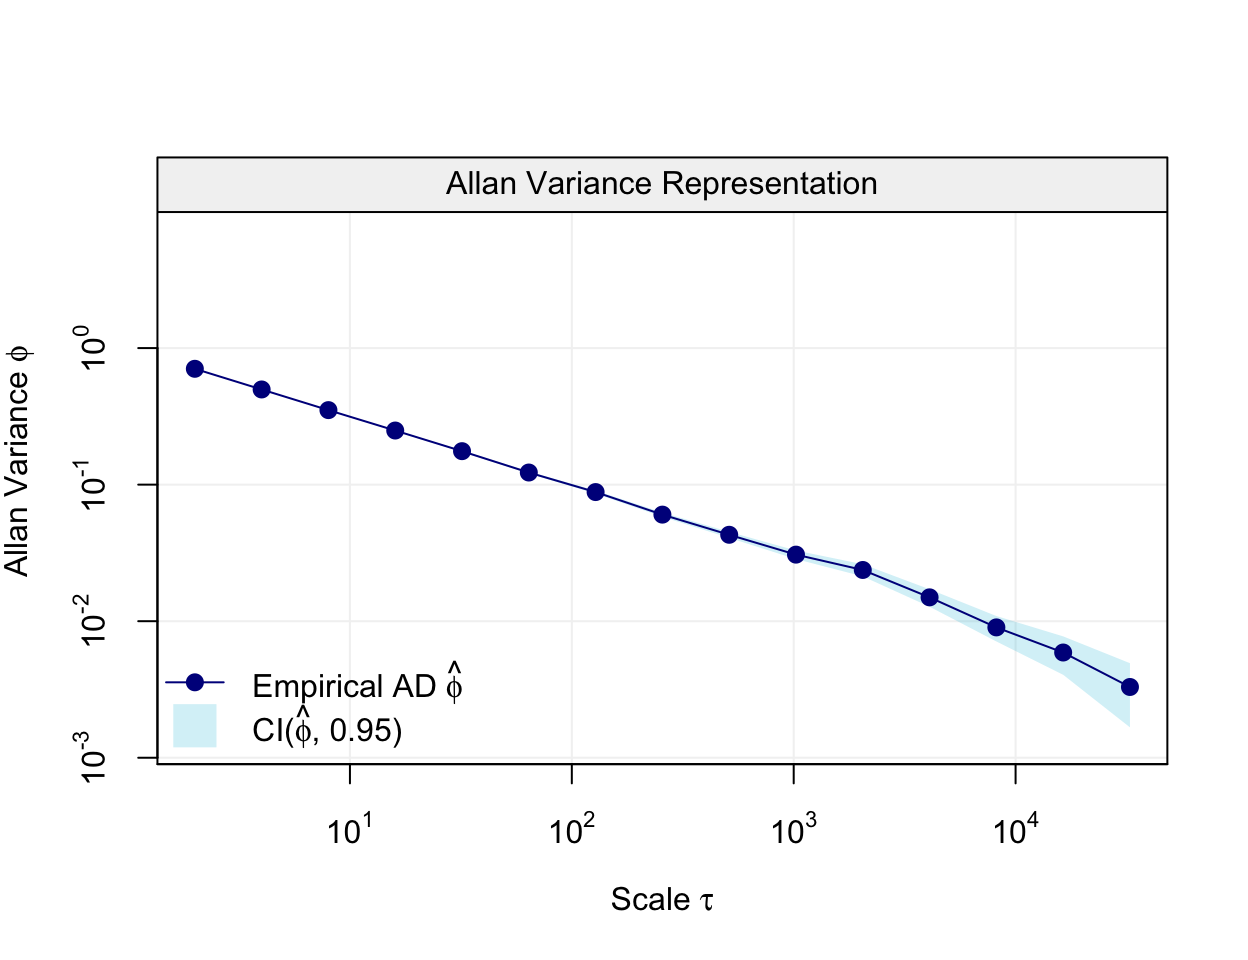 Allan Variance Representation
Allan Variance ϕ
10^0
10^-1
10^-2
10^-3
Empirical AD ϕ̂
CI(ϕ̂, 0.95)
10^1 10^2 10^3 10^4
Scale τ